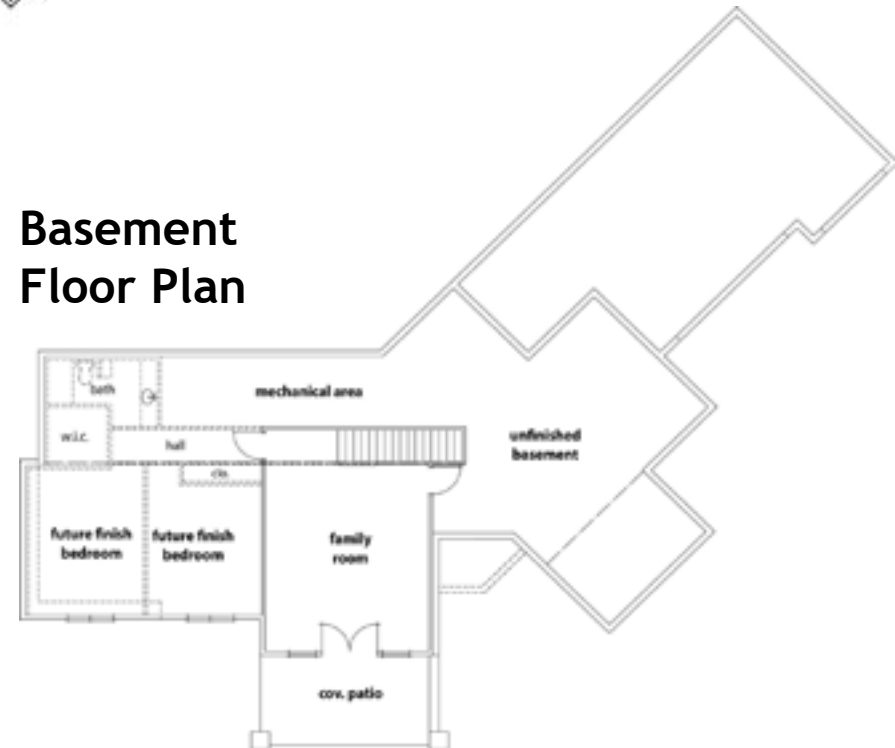 Basement
Floor Plan
bath
mechanical area
w.i.c.
hall
unfinished
basement
clo.
future finish
bedroom
future finish
bedroom
family
room
cov. patio